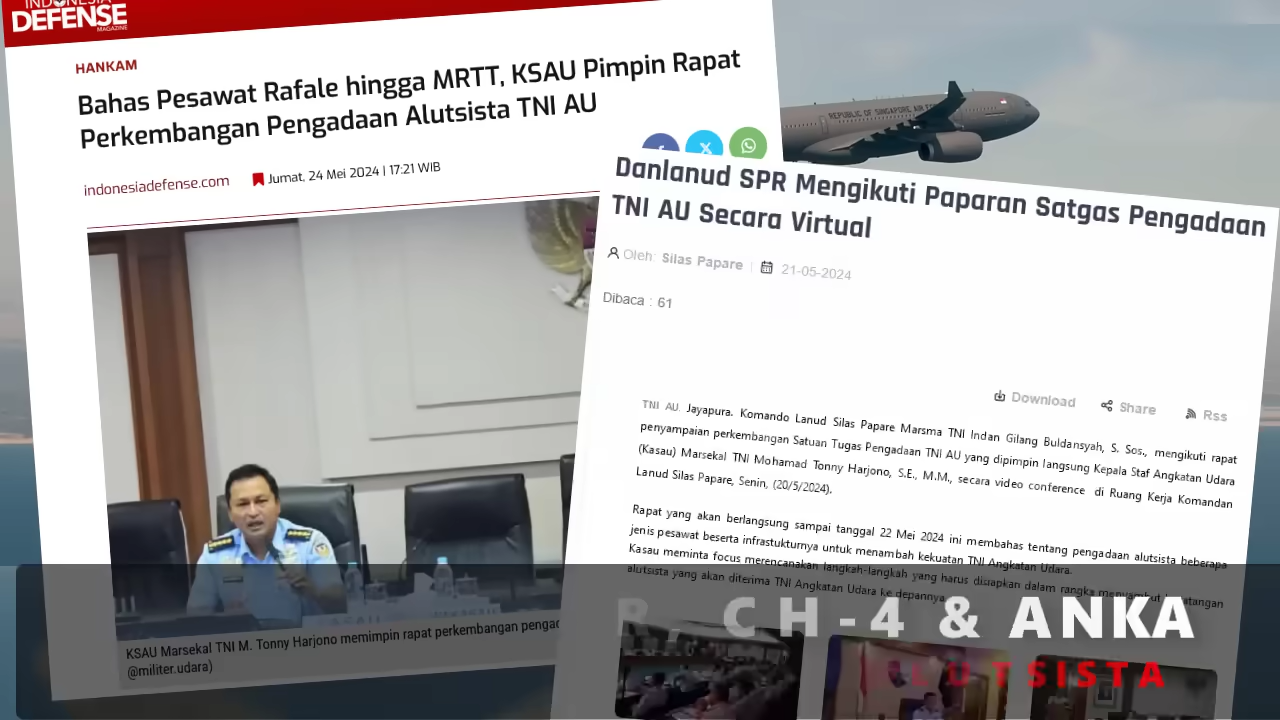 INDONESIA
DEFENSE
MAGAZINE
HANKAM
Bahas Pesawat Rafale hingga MRTT, KSAU Pimpin Rapat
Perkembangan Pengadaan Alutsista TNI AU
indonesiadefense.com
Jumat, 24 Mei 2024 | 17:21 WIB
KSAU Marsekal TNI M. Tonny Harjono memimpin rapat perkembangan pengad
@militer.udara)
REPUBLIC OF SINGAPORE AIR
Danlanud SPR Mengikuti Paparan Satgas Pengadaan
TNI AU Secara Virtual
Oleh: Silas Papare | 21-05-2024
Dibaca : 61
Download Share Rss
TNI AU. Jayapura. Komando Lanud Silas Papare Marsma TNI Indan Gilang Buldansyah, S. Sos., mengikuti rapat
penyampaian perkembangan Satuan Tugas Pengadaan TNI AU yang dipimpin langsung Kepala Staf Angkatan Udara
(Kasau) Marsekal TNI Mohamad Tonny Harjono, S.E., M.M., secara video conference di Ruang Kerja Komandan
Lanud Silas Papare, Senin, (20/5/2024).
Rapat yang akan berlangsung sampai tanggal 22 Mei 2024 ini membahas tentang pengadaan alutsista beberapa
jenis pesawat beserta infrastukturnya untuk menambah kekuatan TNI Angkatan Udara.
Kasau meminta focus merencanakan langkah-langkah yang harus disiapkan dalam rangka menyambut kedatangan
alutsista yang akan diterima TNI Angkatan Udara ke depannya.
R, CH-4 & ANKA
ALUTSISTA